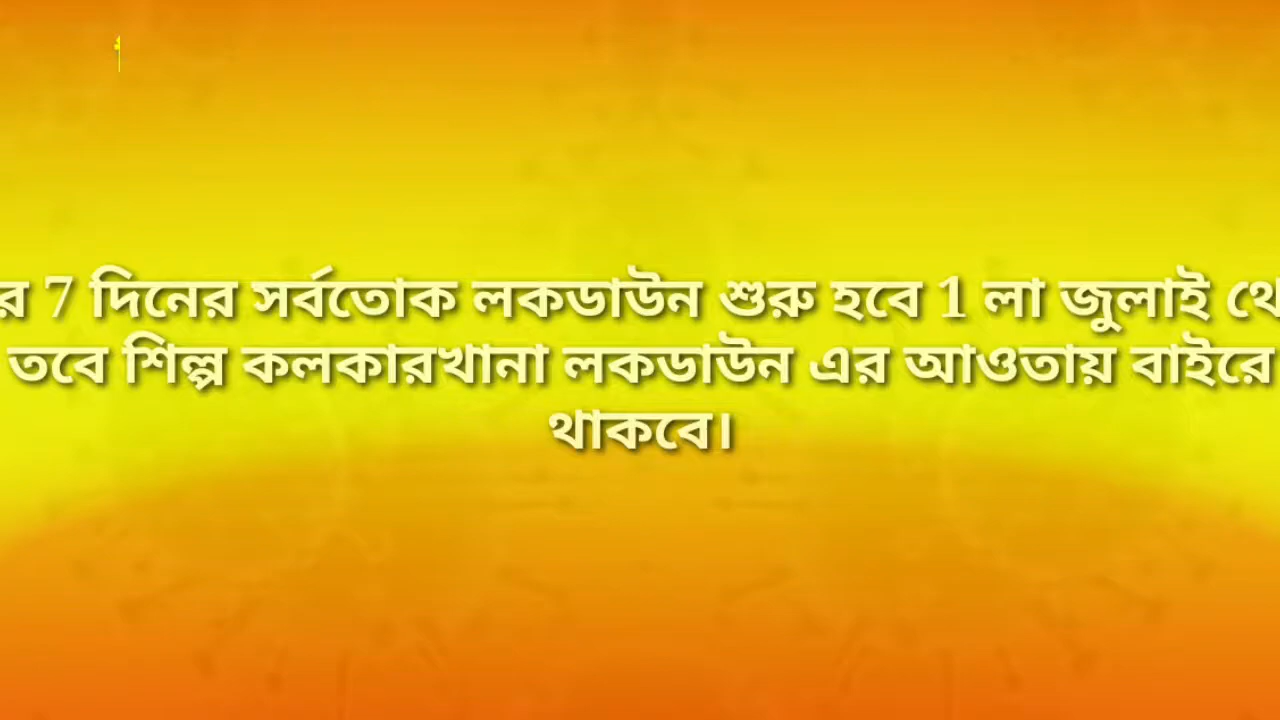 র 7 দিনের সর্বতোক লকডাউন শুরু হবে 1 লা জুলাই থে
তবে শিল্প কলকারখানা লকডাউন এর আওতায় বাইরে
থাকবে।